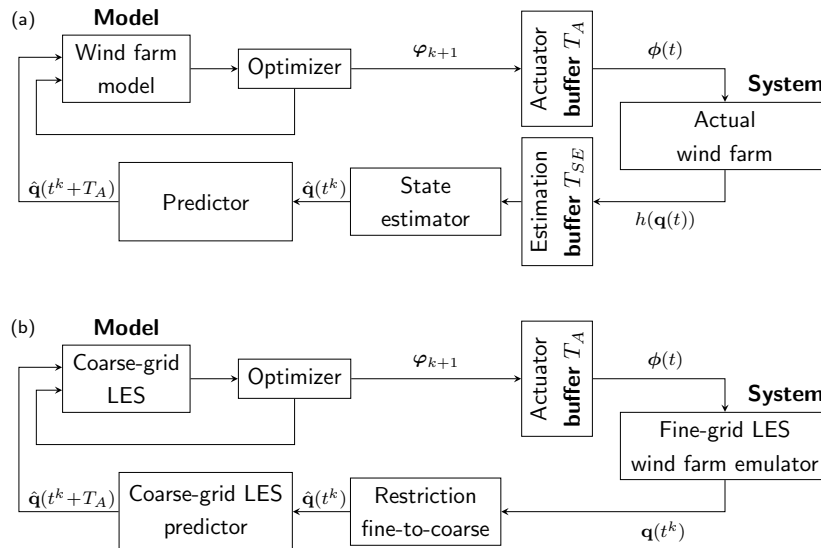 (a)
Model
Wind farm
model
Optimizer
φ_{k+1}
Actuator
buffer T_A
ϕ(t)
System
Actual
wind farm
h(q(t))
Estimation
buffer T_{SE}
State
estimator
q̂(t^k)
Predictor
q̂(t^k+T_A)
(b)
Model
Coarse-grid
LES
Optimizer
φ_{k+1}
Actuator
buffer T_A
ϕ(t)
System
Fine-grid LES
wind farm emulator
q(t^k)
Restriction
fine-to-coarse
q̂(t^k)
Coarse-grid LES
predictor
q̂(t^k+T_A)